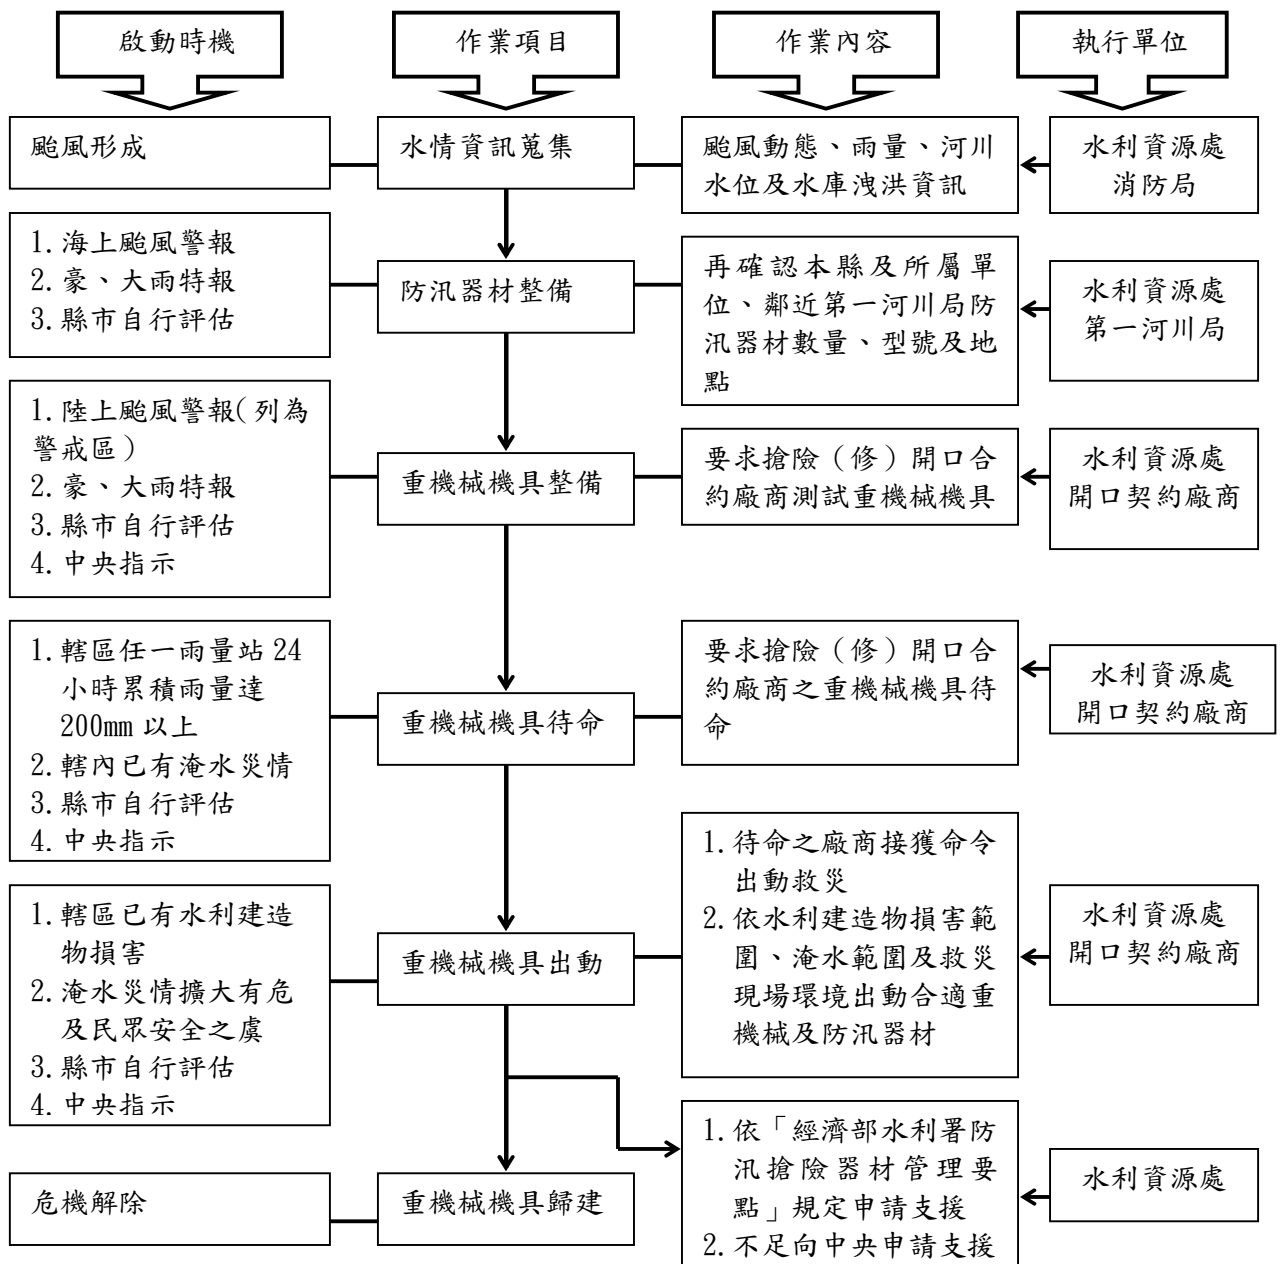 啟動時機
作業項目
作業內容
執行單位
颱風形成
水情資訊蒐集
颱風動態、雨量、河川
水位及水庫洩洪資訊
水利資源處
消防局
1.海上颱風警報
2.豪、大雨特報
3.縣市自行評估
防汛器材整備
再確認本縣及所屬單
位、鄰近第一河川局防
汛器材數量、型號及地
點
水利資源處
第一河川局
1.陸上颱風警報(列為
警戒區)
2.豪、大雨特報
3.縣市自行評估
4.中央指示
重機械機具整備
要求搶險（修）開口合
約廠商測試重機械機具
水利資源處
開口契約廠商
1.轄區任一雨量站 24
小時累積雨量達
200mm 以上
2.轄內已有淹水災情
3.縣市自行評估
4.中央指示
重機械機具待命
要求搶險（修）開口合
約廠商之重機械機具待
命
水利資源處
開口契約廠商
1.轄區已有水利建造
物損害
2.淹水災情擴大有危
及民眾安全之虞
3.縣市自行評估
4.中央指示
重機械機具出動
1.待命之廠商接獲命令
出動救災
2.依水利建造物損害範
圍、淹水範圍及救災
現場環境出動合適重
機械及防汛器材
水利資源處
開口契約廠商
危機解除
重機械機具歸建
1.依「經濟部水利署防
汛搶險器材管理要
點」規定申請支援
2.不足向中央申請支援
水利資源處